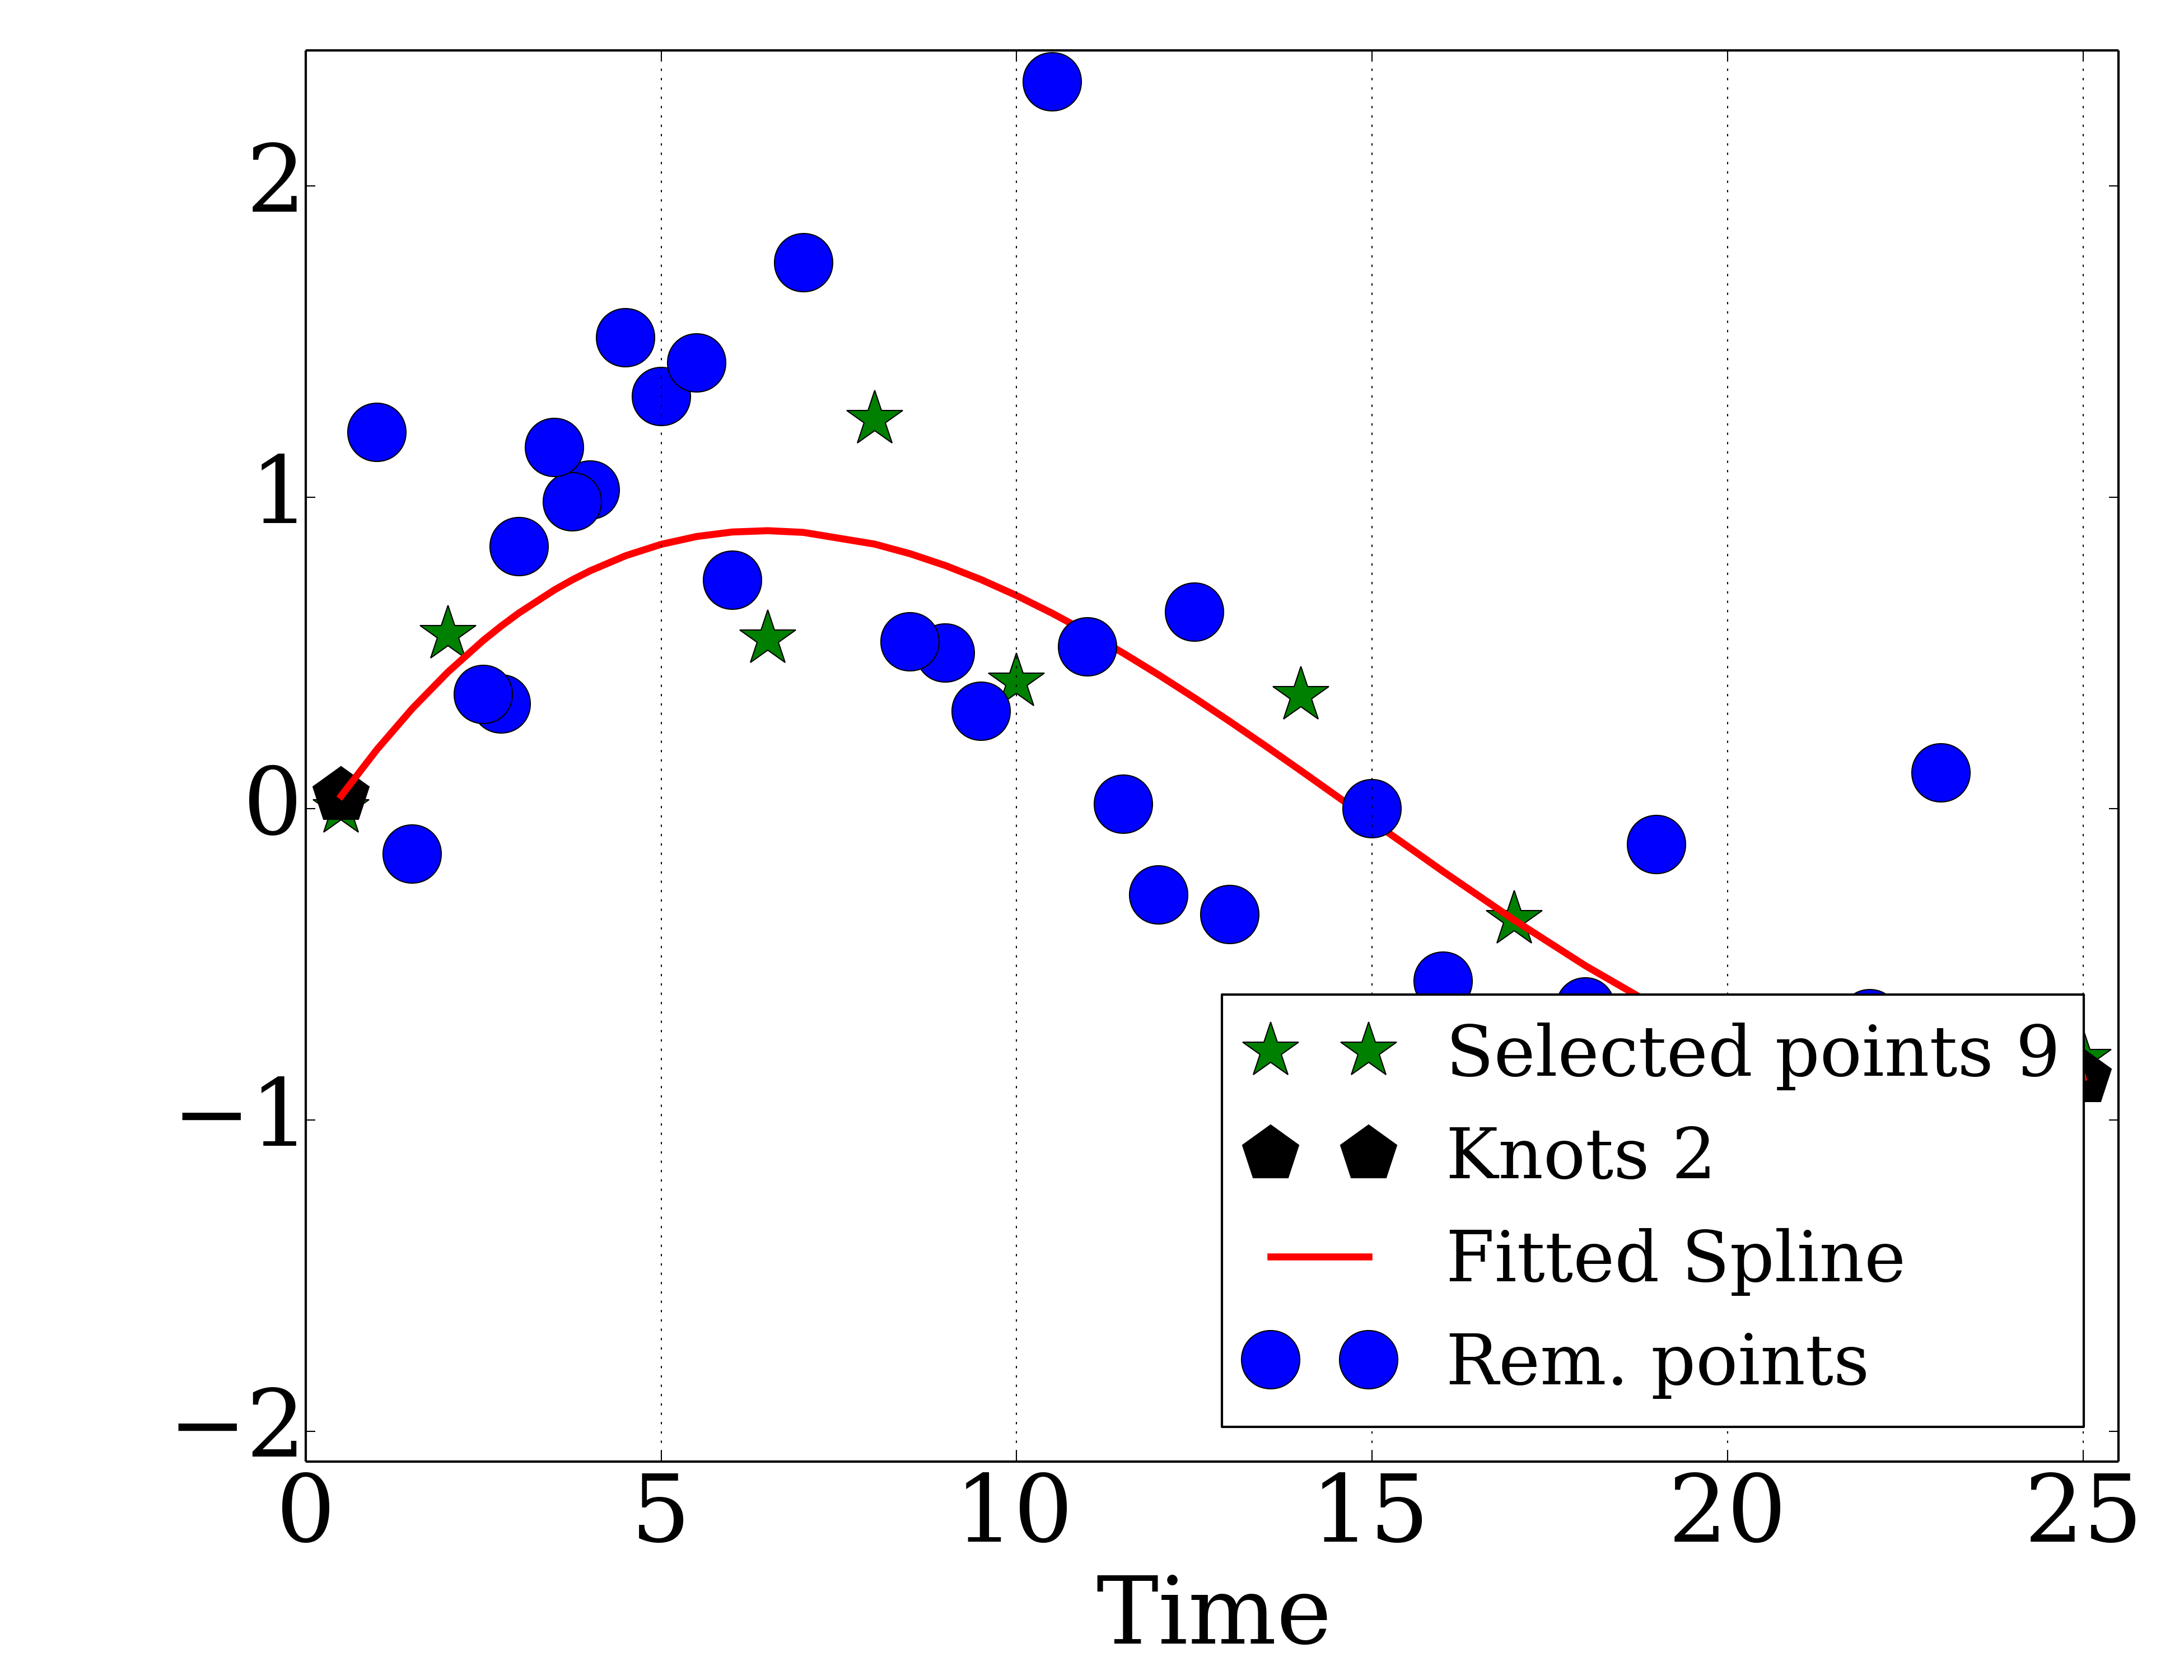 2
1
0
−1
−2
0 5 10 15 20 25
Time
Selected points 9
Knots 2
Fitted Spline
Rem. points